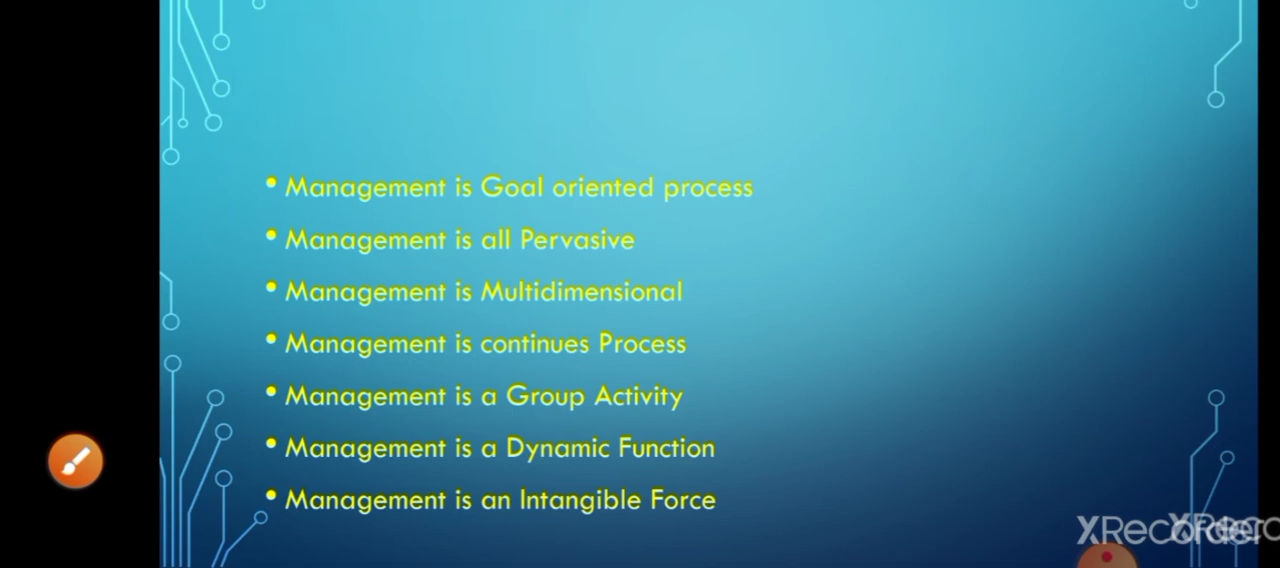 • Management is Goal oriented process
• Management is all Pervasive
• Management is Multidimensional
• Management is continues Process
• Management is a Group Activity
• Management is a Dynamic Function
• Management is an Intangible Force
XRecorder